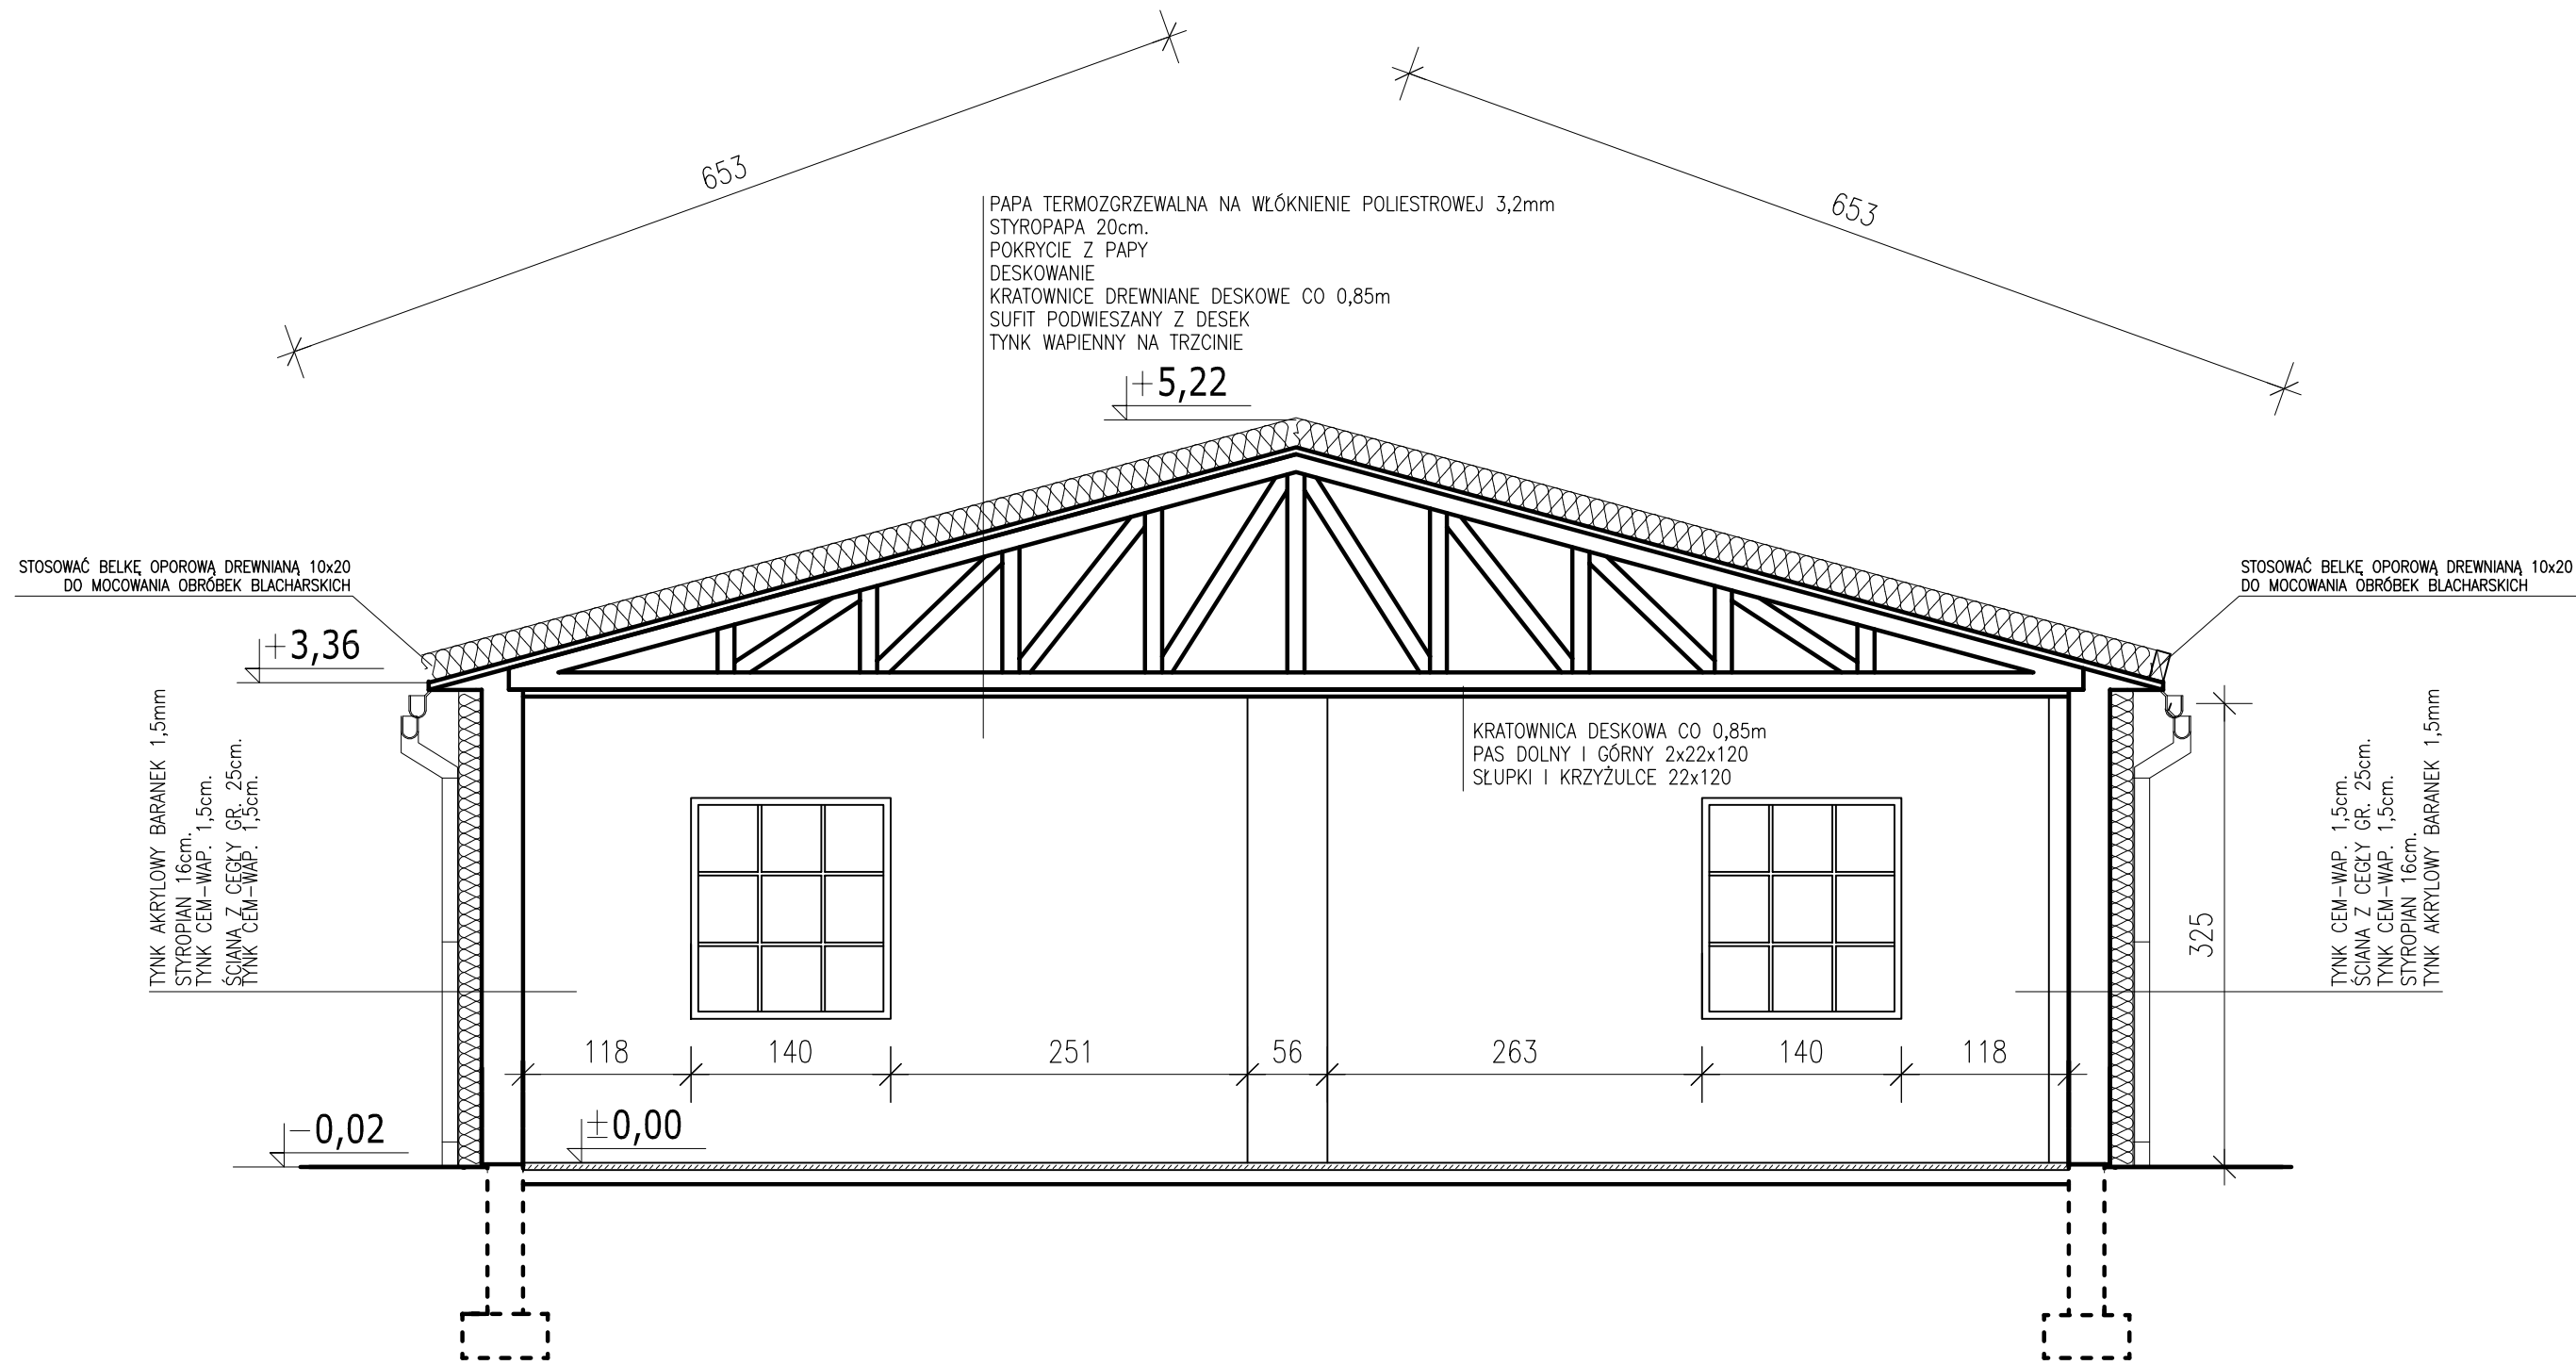 653
653
PAPA TERMOZGRZEWALNA NA WŁÓKNIENIE POLIESTROWEJ 3,2mm
STYROPAPA 20cm.
POKRYCIE Z PAPY
DESKOWANIE
KRATOWNICE DREWNIANE DESKOWE CO 0,85m
SUFIT PODWIESZANY Z DESEK
TYNK WAPIENNY NA TRZCINIE
+5,22
STOSOWAĆ BELKĘ OPOROWĄ DREWNIANĄ 10x20
DO MOCOWANIA OBRÓBEK BLACHARSKICH
STOSOWAĆ BELKĘ OPOROWĄ DREWNIANĄ 10x20
DO MOCOWANIA OBRÓBEK BLACHARSKICH
+3,36
TYNK AKRYLOWY BARANEK 1,5mm
STYROPIAN 16cm.
TYNK CEM-WAP. 1,5cm.
ŚCIANA Z CEGŁY GR. 25cm.
TYNK CEM-WAP. 1,5cm.
KRATOWNICA DESKOWA CO 0,85m
PAS DOLNY I GÓRNY 2x22x120
SŁUPKI I KRZYŻULCE 22x120
325
TYNK CEM-WAP. 1,5cm.
ŚCIANA Z CEGŁY GR. 25cm.
TYNK CEM-WAP. 1,5cm.
STYROPIAN 16cm.
TYNK AKRYLOWY BARANEK 1,5mm
118 140 251 56 263 140 118
-0,02
±0,00